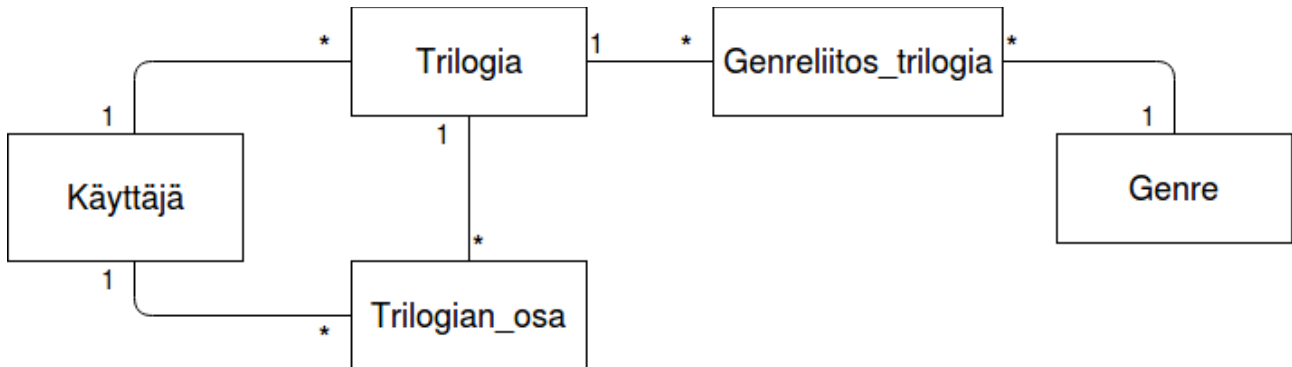 * Trilogia 1 * Genreliitos_trilogia *
1 1 1
Käyttäjä Genre
1 *
* Trilogian_osa